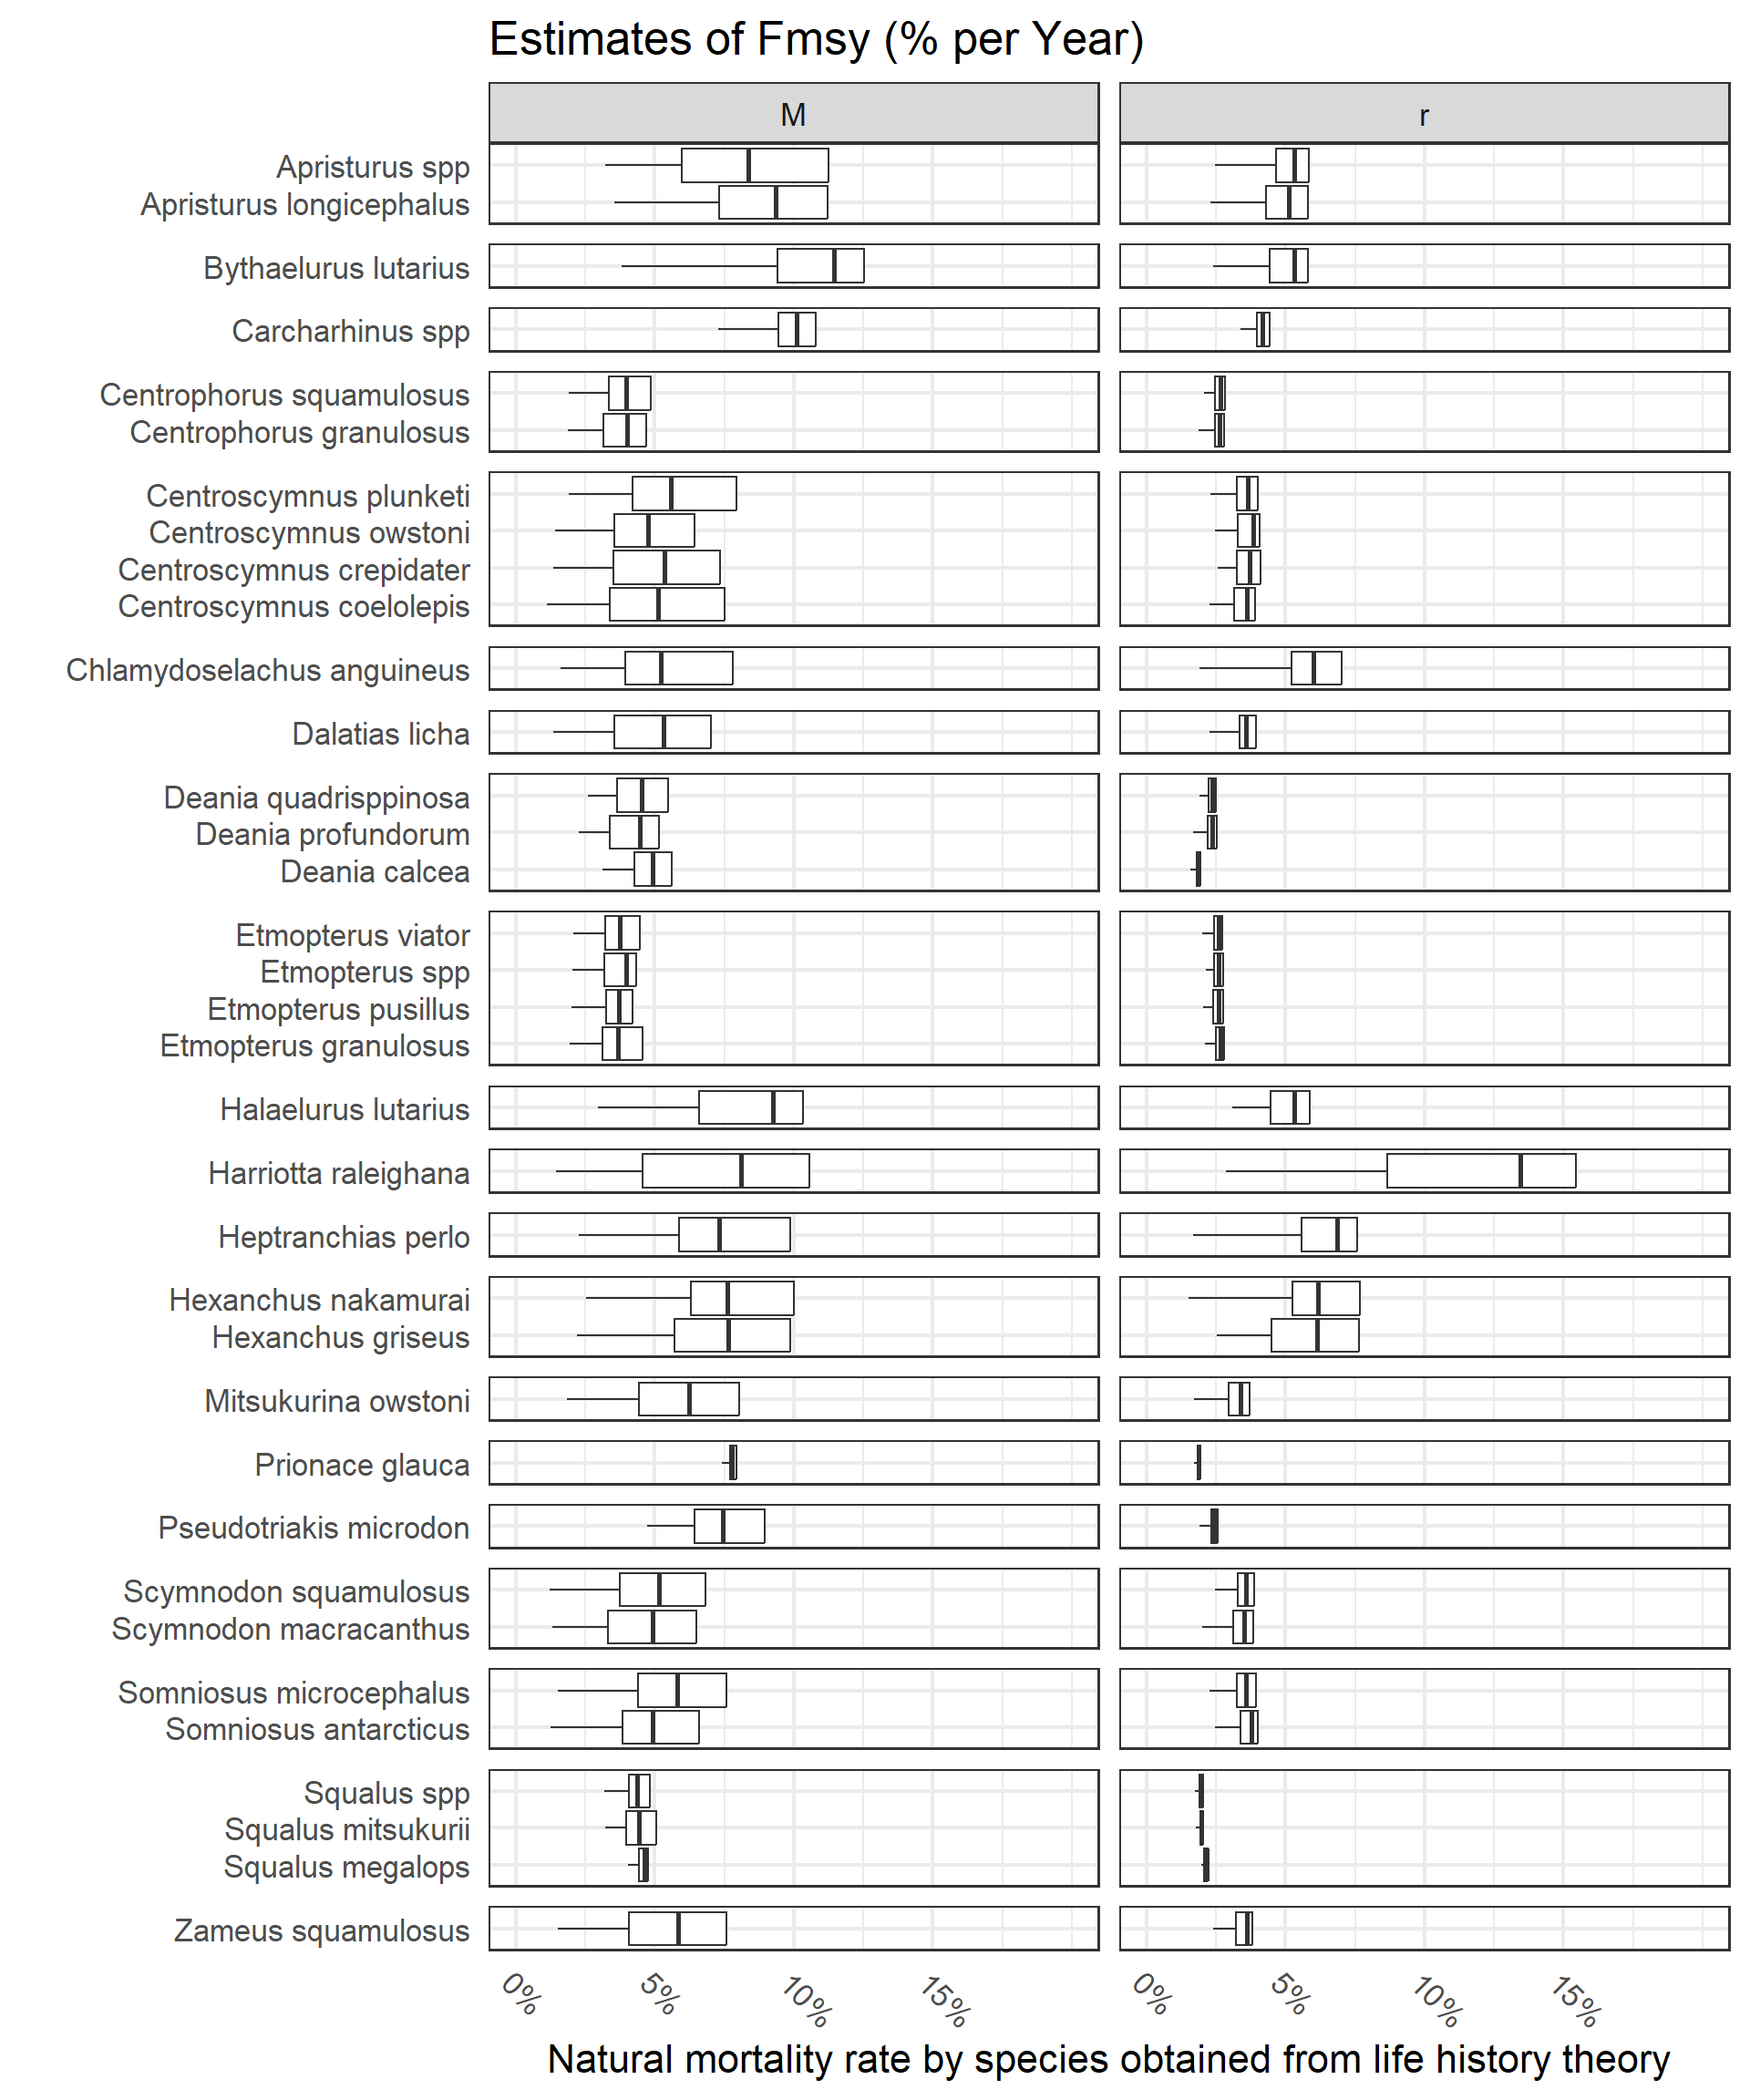 Estimates of Fmsy (% per Year)
M
r
Apristurus spp
Apristurus longicephalus
Bythaelurus lutarius
Carcharhinus spp
Centrophorus squamulosus
Centrophorus granulosus
Centroscymnus plunketi
Centroscymnus owstoni
Centroscymnus crepidater
Centroscymnus coelolepis
Chlamydoselachus anguineus
Dalatias licha
Deania quadrisppinosa
Deania profundorum
Deania calcea
Etmopterus viator
Etmopterus spp
Etmopterus pusillus
Etmopterus granulosus
Halaelurus lutarius
Harriotta raleighana
Heptranchias perlo
Hexanchus nakamurai
Hexanchus griseus
Mitsukurina owstoni
Prionace glauca
Pseudotriakis microdon
Scymnodon squamulosus
Scymnodon macracanthus
Somniosus microcephalus
Somniosus antarcticus
Squalus spp
Squalus mitsukurii
Squalus megalops
Zameus squamulosus
0% 5% 10% 15% 0% 5% 10% 15%
Natural mortality rate by species obtained from life history theory